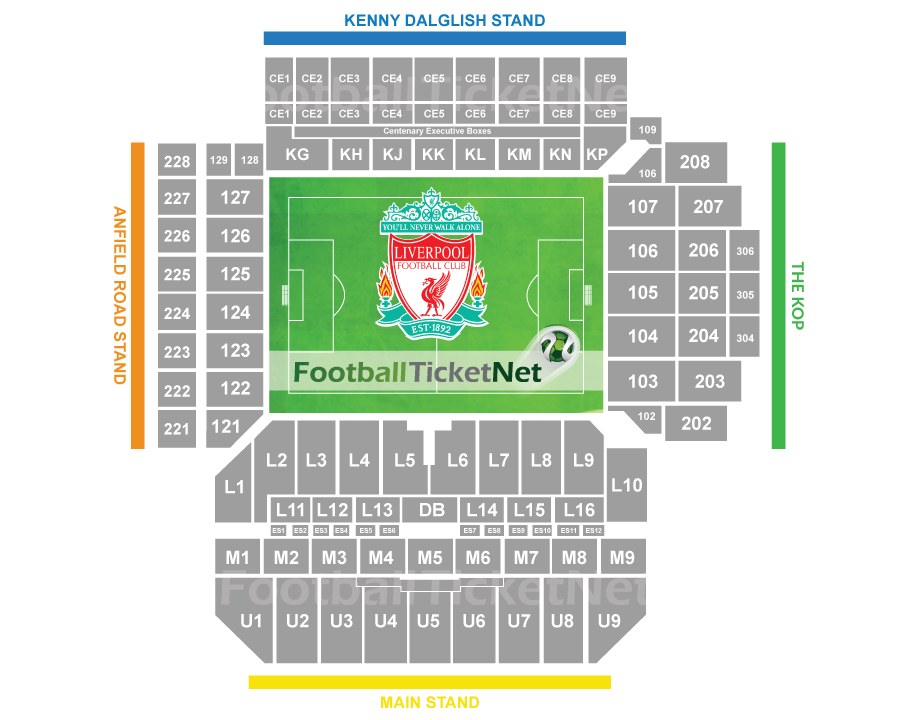 KENNY DALGLISH STAND
CE1 CE2 CE3 CE4 CE5 CE6 CE7 CE8 CE9
FootballTicketNet
CE1 CE2 CE3 CE4 CE5 CE6 CE7 CE8 CE9
Centenary Executive Boxes
KG KH KJ KK KL KM KN KP
109
228 129 128
106 208
227 127
107 207
226 126
106 206 306
225 125
105 205 305
224 124
104 204 304
223 123
103 203
222 122
102 202
221 121
ANFIELD ROAD STAND
THE KOP
YOU'LL NEVER WALK ALONE
LIVERPOOL
FOOTBALL CLUB
EST·1892
FootballTicketNet
L1 L2 L3 L4 L5 L6 L7 L8 L9 L10
L11 L12 L13 DB L14 L15 L16
ES1 ES2 ES3 ES4 ES5 ES6 ES7 ES8 ES9 ES10 ES11 ES12
M1 M2 M3 M4 M5 M6 M7 M8 M9
FootballTicketNet
U1 U2 U3 U4 U5 U6 U7 U8 U9
MAIN STAND